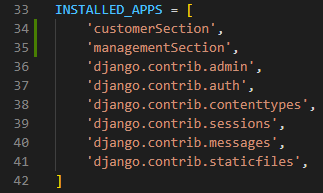 33 INSTALLED_APPS = [
34     'customerSection',
35     'managementSection',
36     'django.contrib.admin',
37     'django.contrib.auth',
38     'django.contrib.contenttypes',
39     'django.contrib.sessions',
40     'django.contrib.messages',
41     'django.contrib.staticfiles',
42 ]